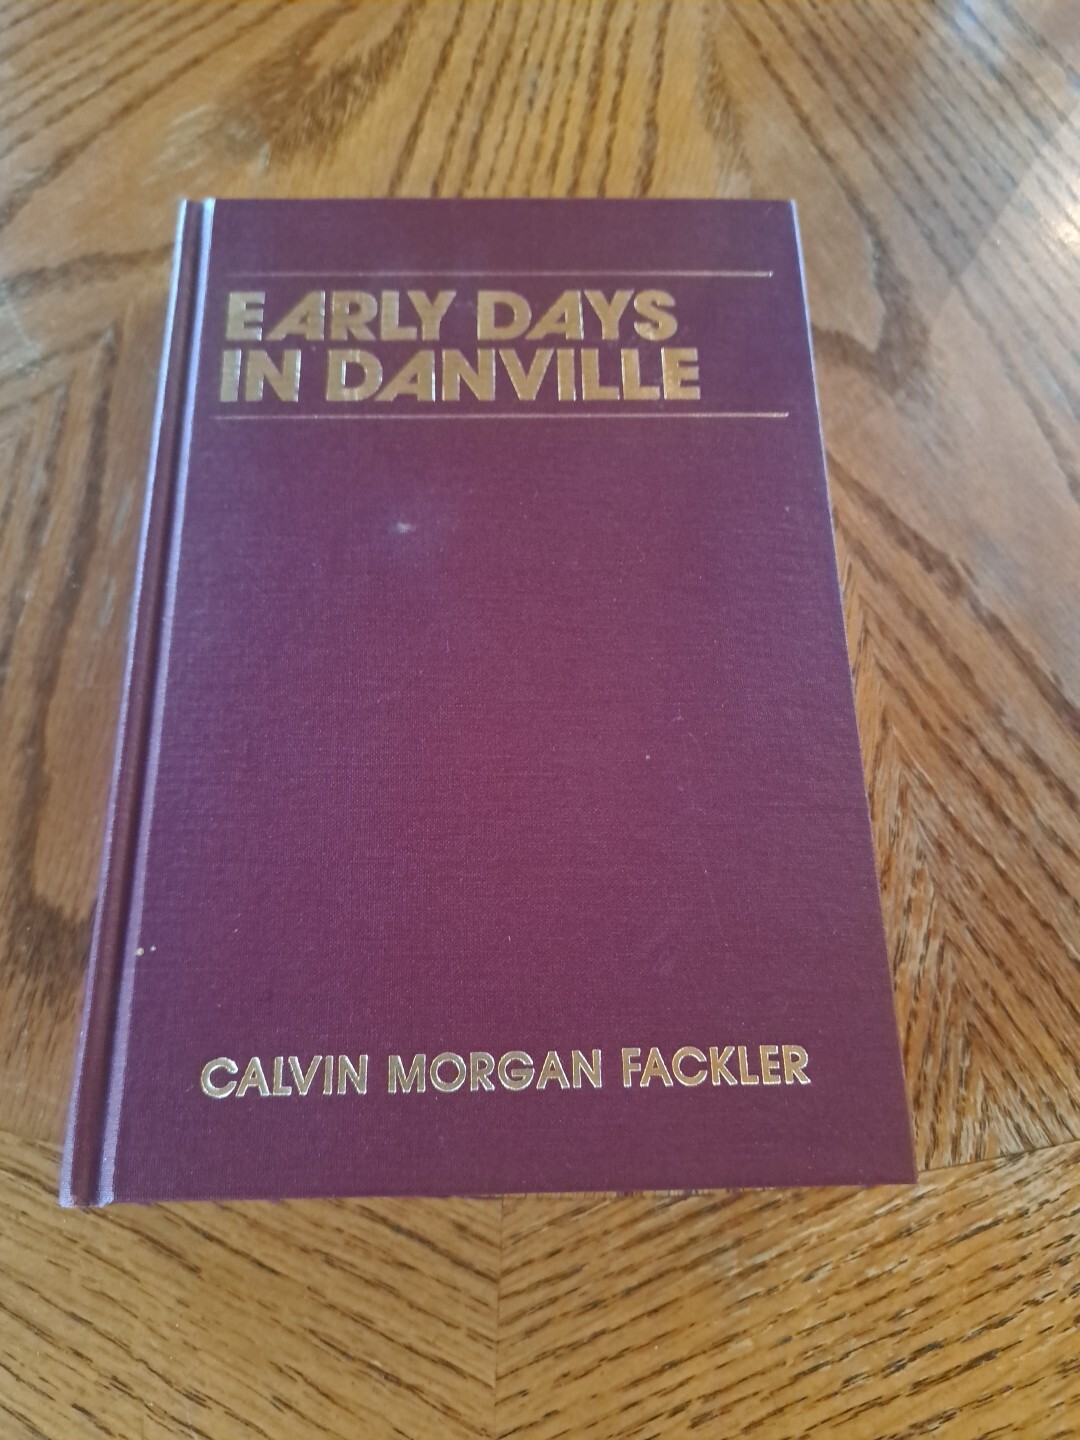 EARLY DAYS
IN DANVILLE
CALVIN MORGAN FACKLER